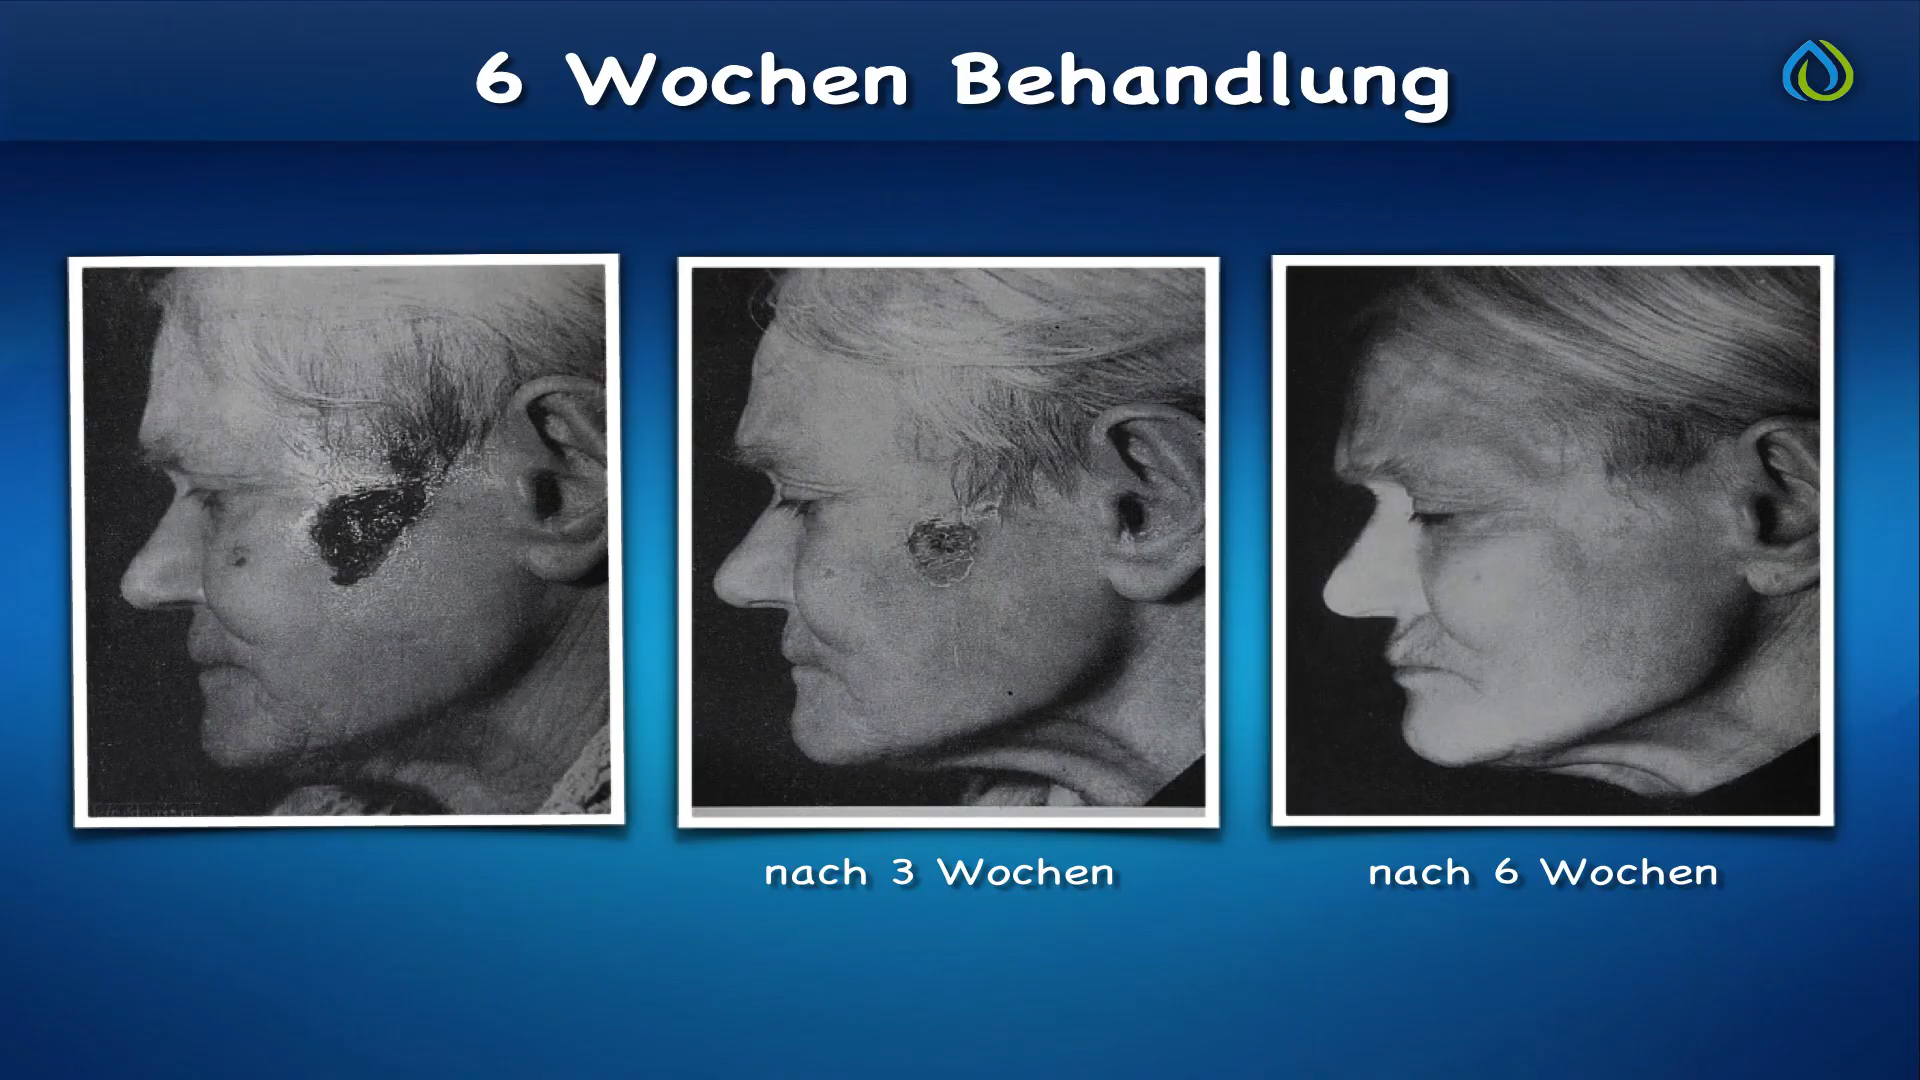 6 Wochen Behandlung
nach 3 Wochen
nach 6 Wochen